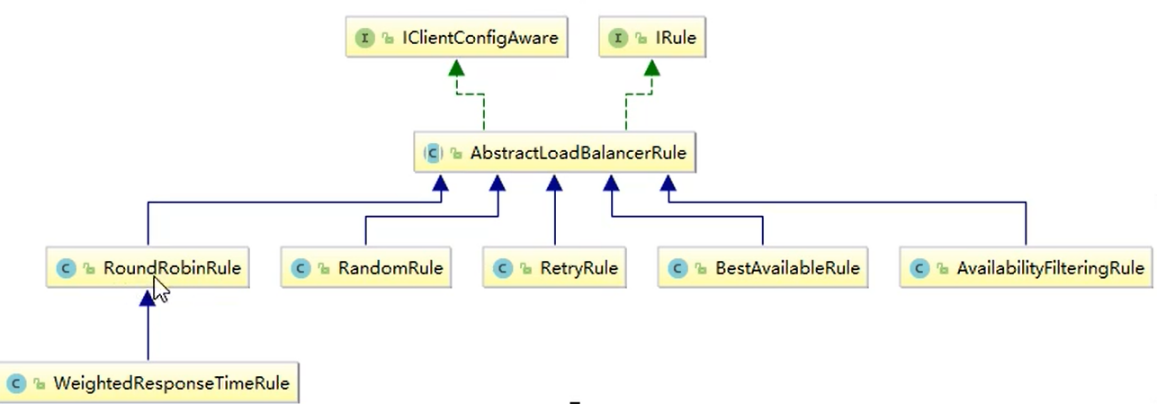 IClientConfigAware
IRule
AbstractLoadBalancerRule
RoundRobinRule
RandomRule
RetryRule
BestAvailableRule
AvailabilityFilteringRule
WeightedResponseTimeRule